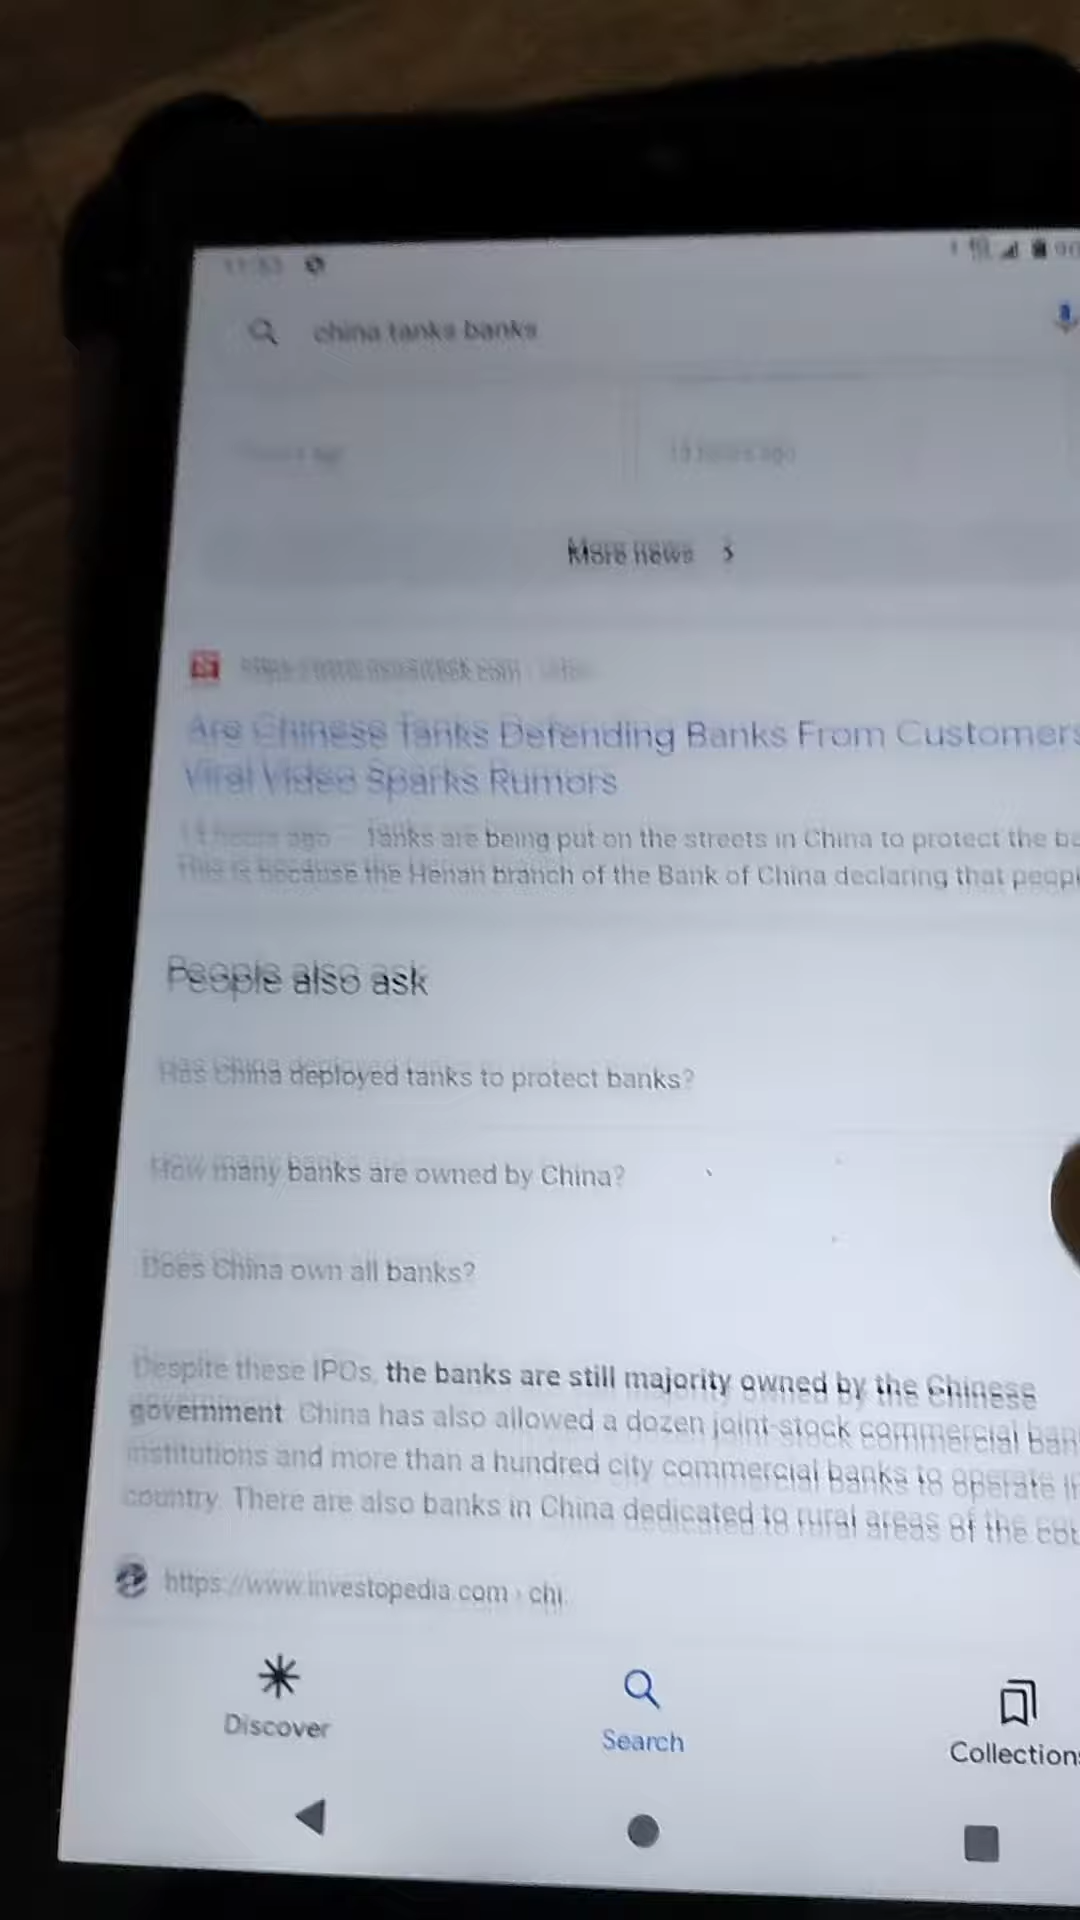 china tanks banks
hours ago
More news
Are Chinese Tanks Defending Banks From Customers
Viral Video Sparks Rumors
hours ago Tanks are being put on the streets in China to protect the
This is because the Henan branch of the Bank of China declaring that
People also ask
Has China deployed tanks to protect banks?
How many banks are owned by China?
Does China own all banks?
Despite these IPOs, the banks are still majority owned by the Chinese
government China has also allowed a dozen joint-stock commercial
institutions and more than a hundred city commercial banks to operate
country. There are also banks in China dedicated to rural areas of the
https://www.investopedia.com › chi
Discover
Search
Collections